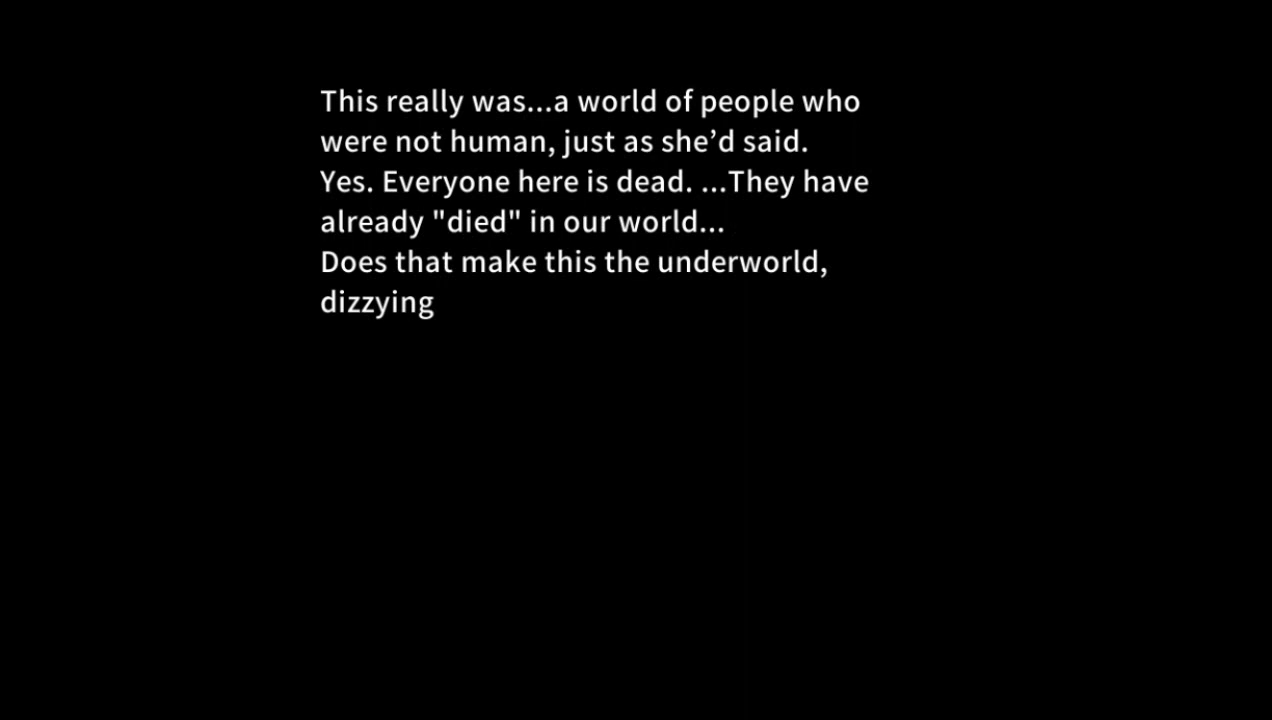 This really was...a world of people who
were not human, just as she’d said.
Yes. Everyone here is dead. ...They have
already "died" in our world...
Does that make this the underworld,
dizzying